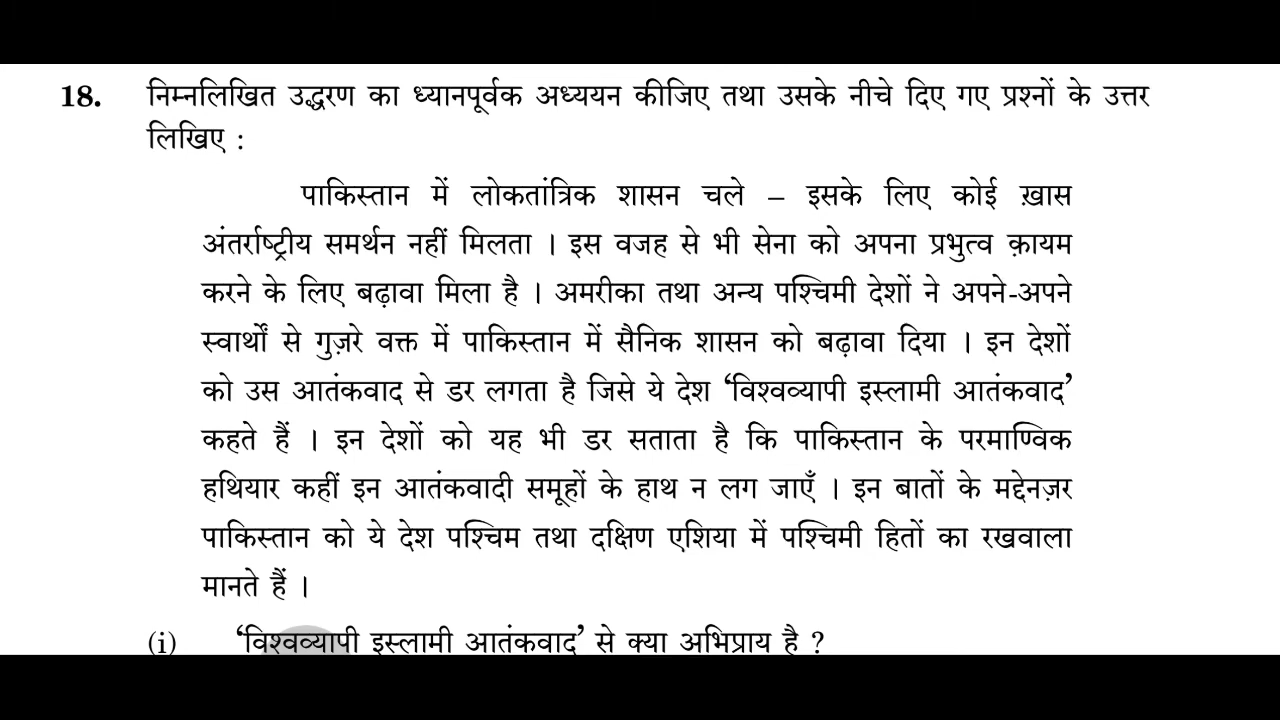 18. निम्नलिखित उद्धरण का ध्यानपूर्वक अध्ययन कीजिए तथा उसके नीचे दिए गए प्रश्नों के उत्तर
लिखिए :
पाकिस्तान में लोकतांत्रिक शासन चले – इसके लिए कोई ख़ास
अंतर्राष्ट्रीय समर्थन नहीं मिलता । इस वजह से भी सेना को अपना प्रभुत्व क़ायम
करने के लिए बढ़ावा मिला है । अमरीका तथा अन्य पश्चिमी देशों ने अपने-अपने
स्वार्थों से गुज़रे वक्त में पाकिस्तान में सैनिक शासन को बढ़ावा दिया । इन देशों
को उस आतंकवाद से डर लगता है जिसे ये देश ‘विश्वव्यापी इस्लामी आतंकवाद’
कहते हैं । इन देशों को यह भी डर सताता है कि पाकिस्तान के परमाण्विक
हथियार कहीं इन आतंकवादी समूहों के हाथ न लग जाएँ । इन बातों के मद्देनज़र
पाकिस्तान को ये देश पश्चिम तथा दक्षिण एशिया में पश्चिमी हितों का रखवाला
मानते हैं ।
(i) ‘विश्वव्यापी इस्लामी आतंकवाद’ से क्या अभिप्राय है ?